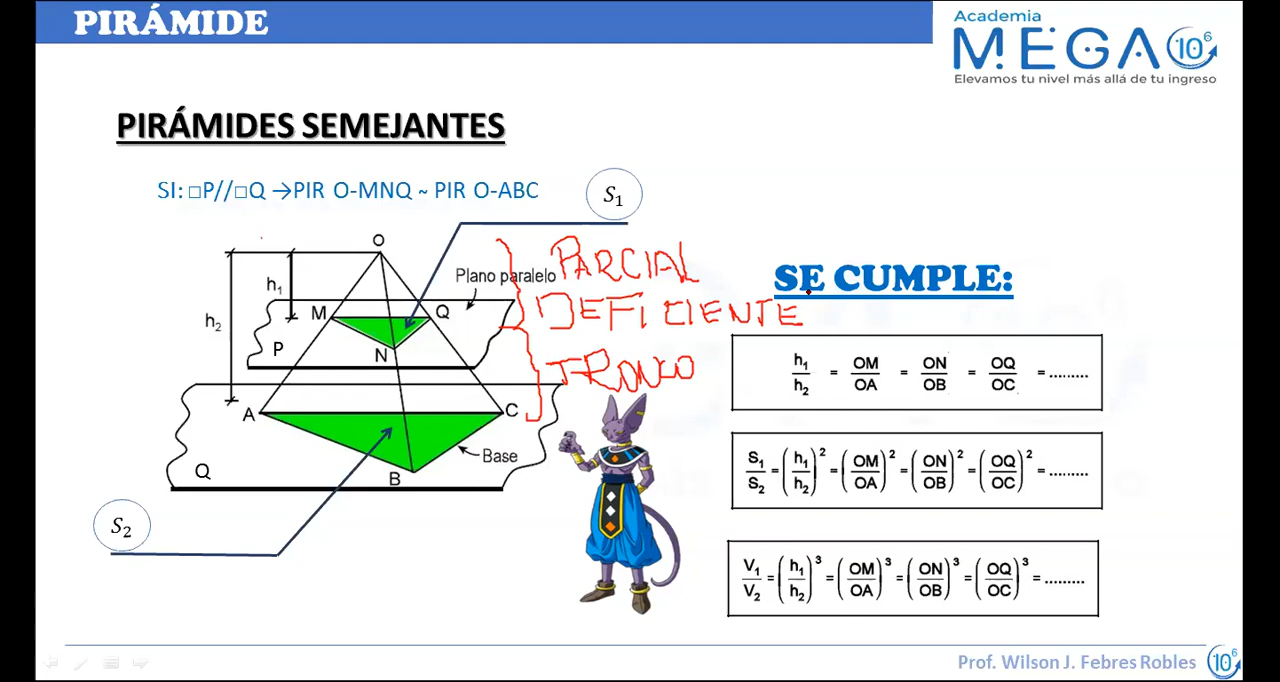 PIRÁMIDE
Academia
MEGA 10⁶
Elevamos tu nivel más allá de tu ingreso
PIRÁMIDES SEMEJANTES
SI: □P//□Q →PIR O-MNQ ~ PIR O-ABC
S₁
O
Plano paralelo
h₁
h₂
M
Q
N
P
A
C
B
Q
Base
S₂
PARCIAL
DEFICIENTE
TRONCO
SE CUMPLE:
h₁/h₂ = OM/OA = ON/OB = OQ/OC = .........
S₁/S₂ = (h₁/h₂)² = (OM/OA)² = (ON/OB)² = (OQ/OC)² = .........
V₁/V₂ = (h₁/h₂)³ = (OM/OA)³ = (ON/OB)³ = (OQ/OC)³ = .........
Prof. Wilson J. Febres Robles 10⁶